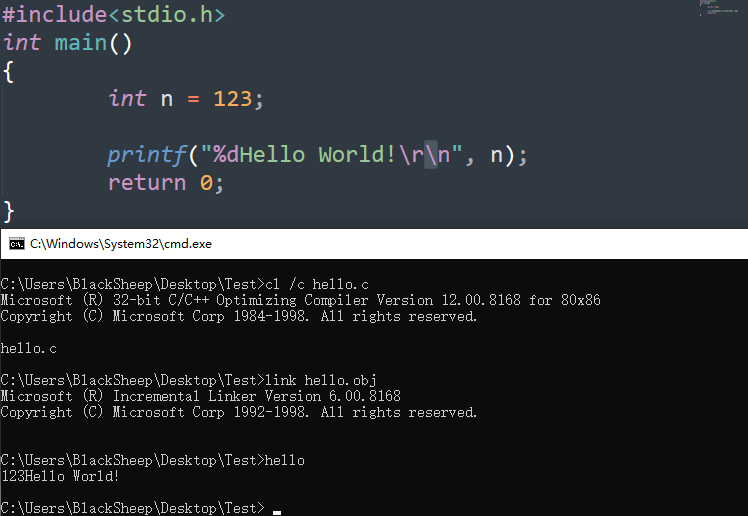 #include<stdio.h>
int main()
{
int n = 123;
printf("%dHello World!\r\n", n);
return 0;
}
C:\Windows\System32\cmd.exe
C:\Users\BlackSheep\Desktop\Test>cl /c hello.c
Microsoft (R) 32-bit C/C++ Optimizing Compiler Version 12.00.8168 for 80x86
Copyright (C) Microsoft Corp 1984-1998. All rights reserved.
hello.c
C:\Users\BlackSheep\Desktop\Test>link hello.obj
Microsoft (R) Incremental Linker Version 6.00.8168
Copyright (C) Microsoft Corp 1992-1998. All rights reserved.
C:\Users\BlackSheep\Desktop\Test>hello
123Hello World!
C:\Users\BlackSheep\Desktop\Test>